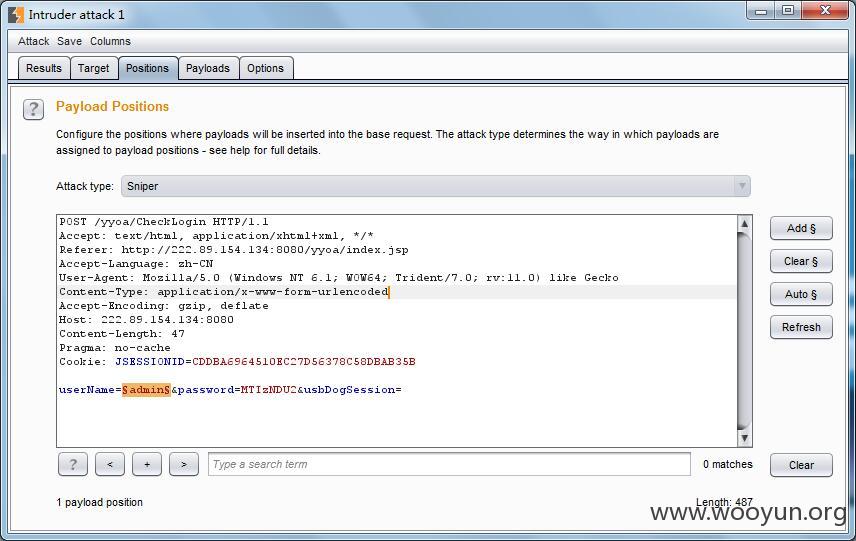 Intruder attack 1
Attack Save Columns
Results Target Positions Payloads Options
? Payload Positions
Configure the positions where payloads will be inserted into the base request. The attack type determines the way in which payloads are
assigned to payload positions - see help for full details.
Attack type: Sniper
POST /yyoa/CheckLogin HTTP/1.1
Accept: text/html, application/xhtml+xml, */*
Referer: http://222.89.154.134:8080/yyoa/index.jsp
Accept-Language: zh-CN
User-Agent: Mozilla/5.0 (Windows NT 6.1; WOW64; Trident/7.0; rv:11.0) like Gecko
Content-Type: application/x-www-form-urlencoded
Accept-Encoding: gzip, deflate
Host: 222.89.154.134:8080
Content-Length: 47
Pragma: no-cache
Cookie: JSESSIONID=CDDBA6964510EC27D56378C58DBAB35B
userName=§admin§&password=MTIzNDU2&usbDogSession=
Add §
Clear §
Auto §
Refresh
? < + > Type a search term 0 matches Clear
1 payload position Length: 487
www.wooyun.org